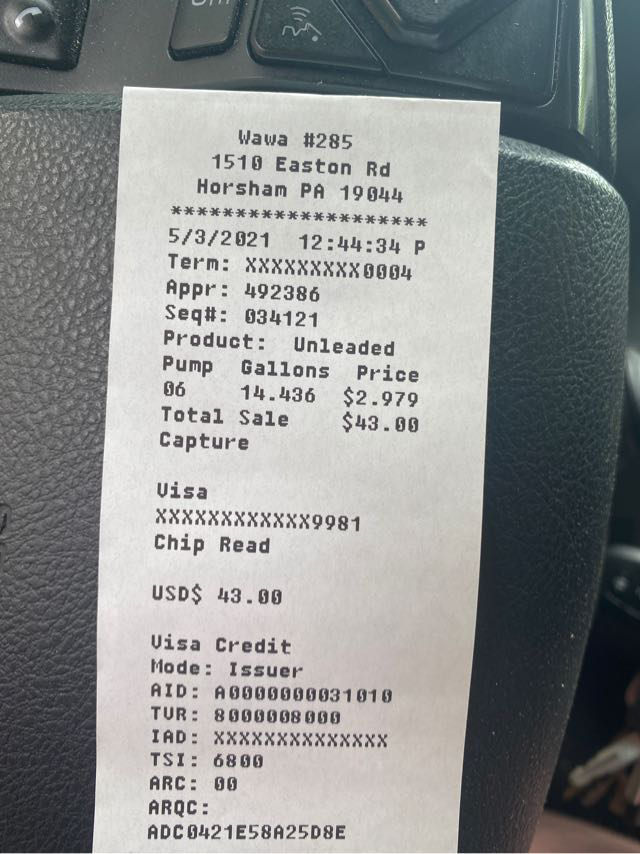 Wawa #285
1510 Easton Rd
Horsham PA 19044
********************
5/3/2021 12:44:34 P
Term: XXXXXXXXX0004
Appr: 492386
Seq#: 034121
Product: Unleaded
Pump Gallons Price
06 14.436 $2.979
Total Sale $43.00
Capture
Visa
XXXXXXXXXXXX9981
Chip Read
USD$ 43.00
Visa Credit
Mode: Issuer
AID: A0000000031010
TVR: 8000008000
IAD: XXXXXXXXXXXXXX
TSI: 6800
ARC: 00
ARQC:
ADC0421E58A25D8E